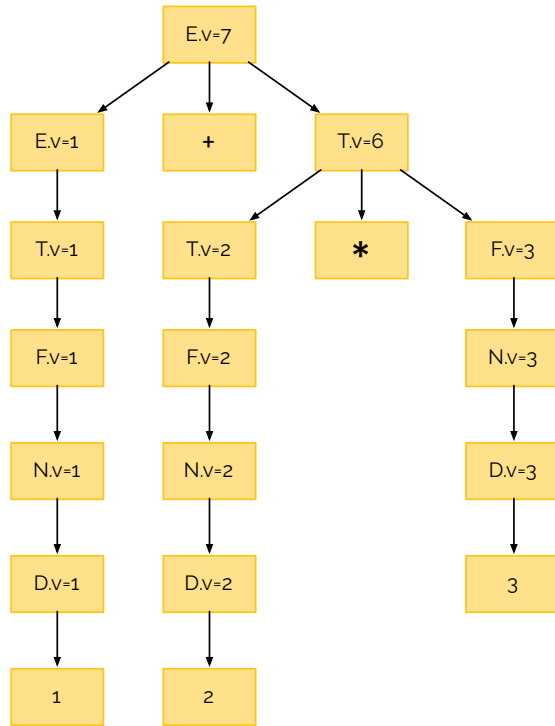 E.v=7
E.v=1
+
T.v=6
T.v=1
T.v=2
*
F.v=3
F.v=1
F.v=2
N.v=3
N.v=1
N.v=2
D.v=3
D.v=1
D.v=2
3
1
2